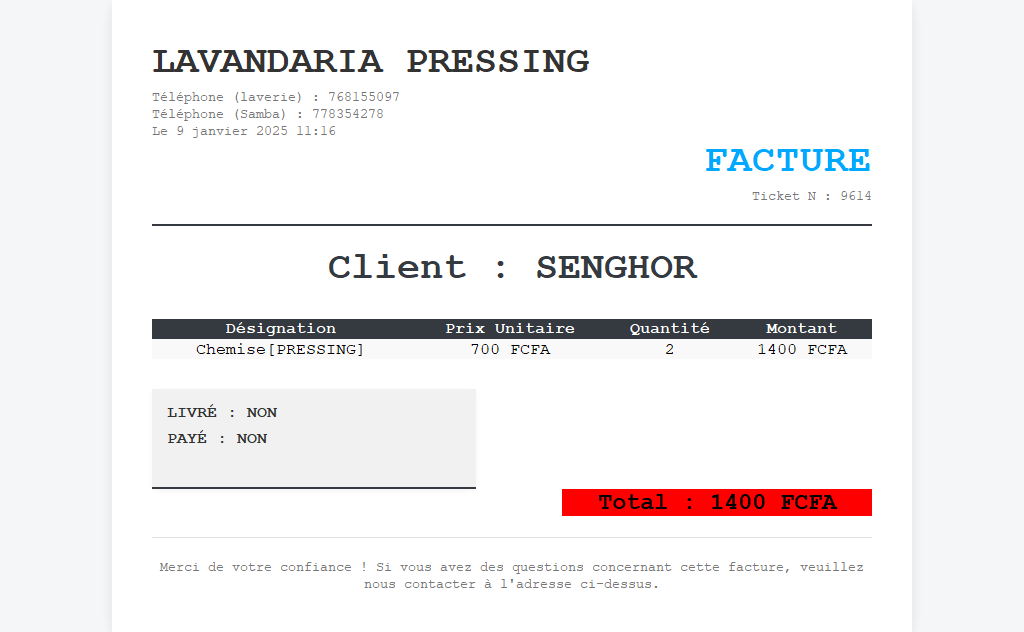 LAVANDARIA PRESSING
Téléphone (laverie) : 768155097
Téléphone (Samba) : 778354278
Le 9 janvier 2025 11:16
FACTURE
Ticket N : 9614
Client : SENGHOR
Désignation Prix Unitaire Quantité Montant
Chemise[PRESSING] 700 FCFA 2 1400 FCFA
LIVRÉ : NON
PAYÉ : NON
Total : 1400 FCFA
Merci de votre confiance ! Si vous avez des questions concernant cette facture, veuillez
nous contacter à l'adresse ci-dessus.